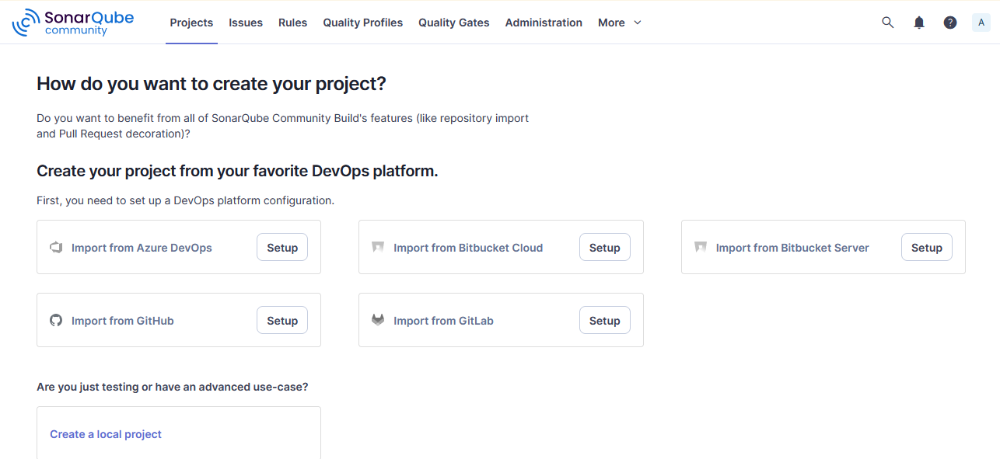 SonarQube
community
Projects Issues Rules Quality Profiles Quality Gates Administration More ? A
How do you want to create your project?
Do you want to benefit from all of SonarQube Community Build's features (like repository import
and Pull Request decoration)?
Create your project from your favorite DevOps platform.
First, you need to set up a DevOps platform configuration.
Import from Azure DevOps Setup Import from Bitbucket Cloud Setup Import from Bitbucket Server Setup
Import from GitHub Setup Import from GitLab Setup
Are you just testing or have an advanced use-case?
Create a local project